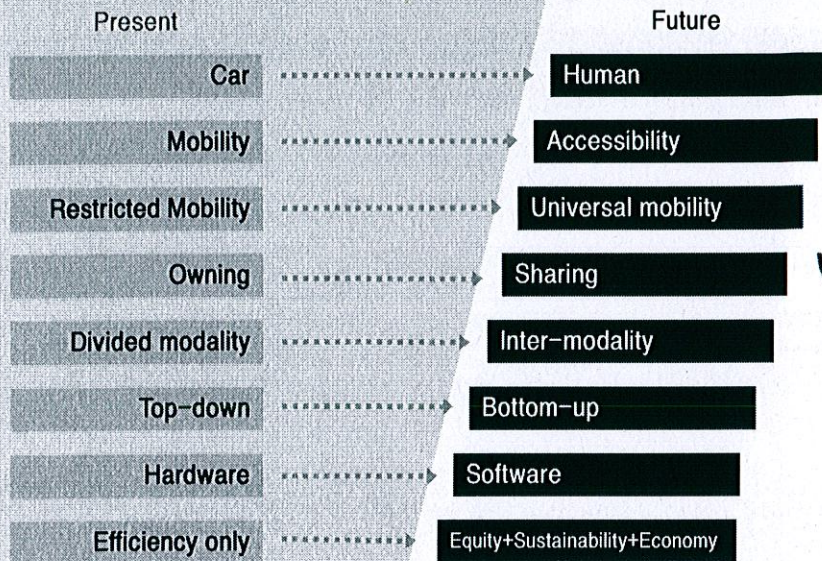 Present Future
Car Human
Mobility Accessibility
Restricted Mobility Universal mobility
Owning Sharing
Divided modality Inter-modality
Top-down Bottom-up
Hardware Software
Efficiency only Equity+Sustainability+Economy